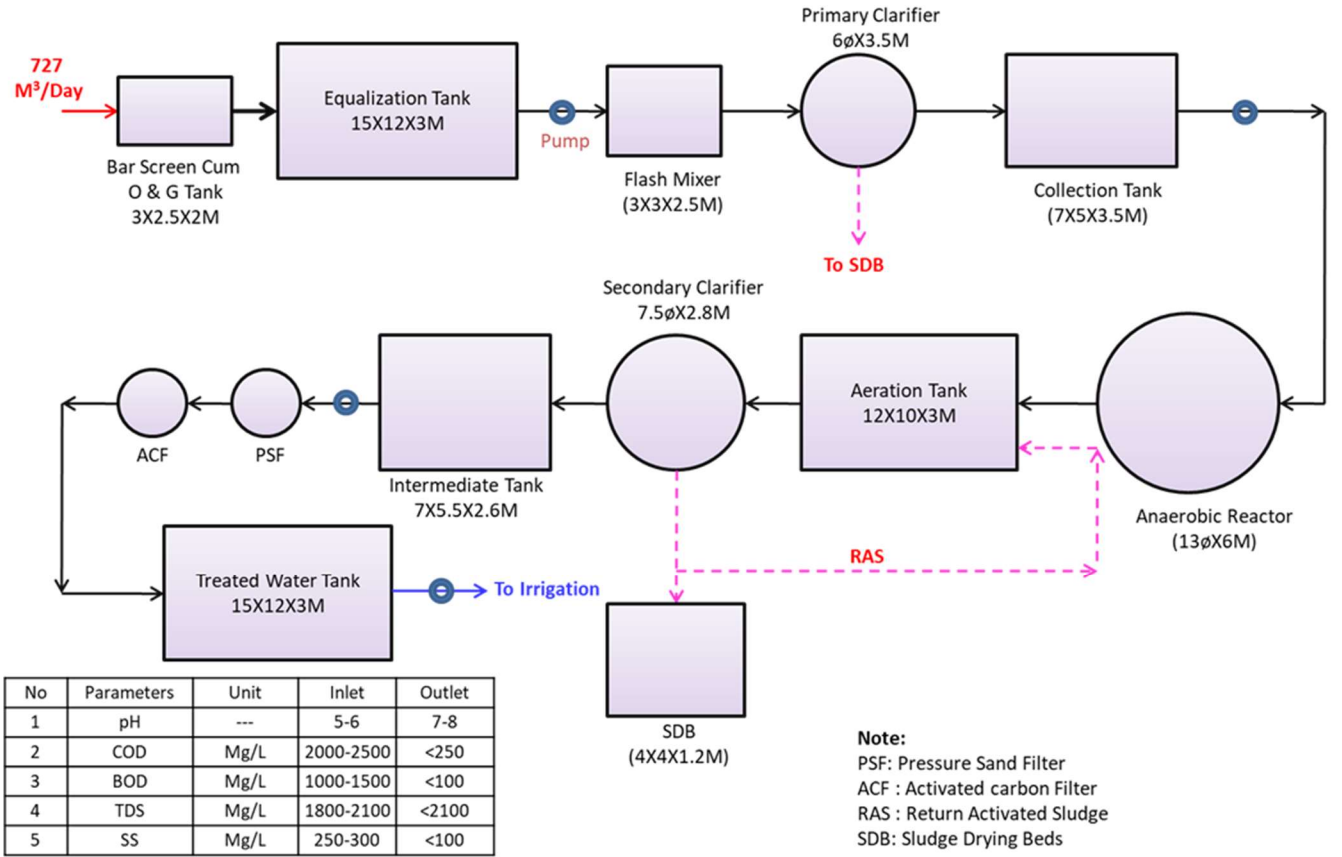 727
M³/Day
Bar Screen Cum
O & G Tank
3X2.5X2M
Equalization Tank
15X12X3M
Pump
Flash Mixer
(3X3X2.5M)
Primary Clarifier
6øX3.5M
To SDB
Collection Tank
(7X5X3.5M)
Anaerobic Reactor
(13øX6M)
Aeration Tank
12X10X3M
Secondary Clarifier
7.5øX2.8M
RAS
SDB
(4X4X1.2M)
Intermediate Tank
7X5.5X2.6M
PSF
ACF
Treated Water Tank
15X12X3M
To Irrigation
No Parameters Unit Inlet Outlet
1 pH --- 5-6 7-8
2 COD Mg/L 2000-2500 <250
3 BOD Mg/L 1000-1500 <100
4 TDS Mg/L 1800-2100 <2100
5 SS Mg/L 250-300 <100
Note:
PSF: Pressure Sand Filter
ACF : Activated carbon Filter
RAS : Return Activated Sludge
SDB: Sludge Drying Beds